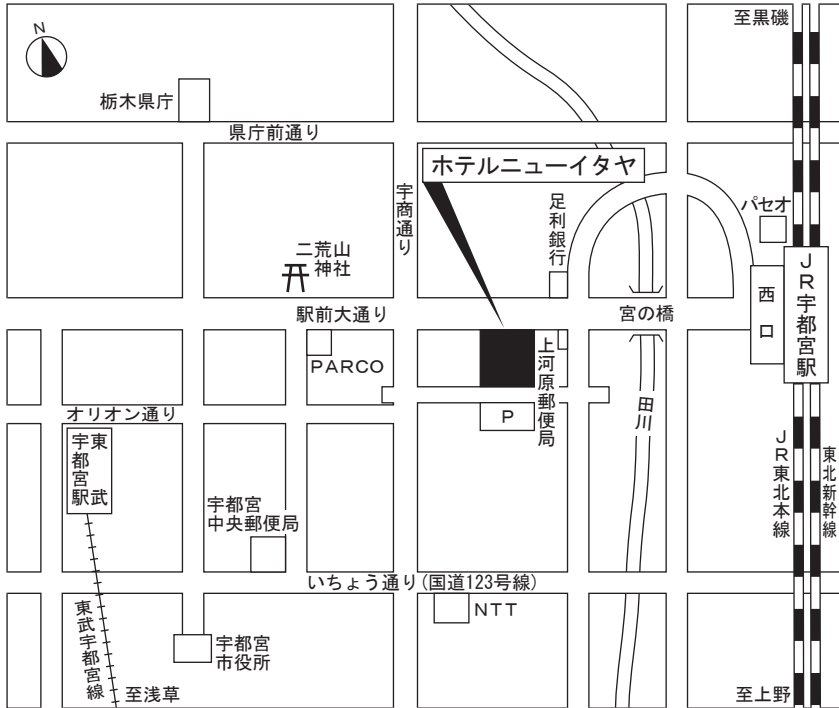 至黒磯
N
栃木県庁
県庁前通り
ホテルニューイタヤ
宇商通り
足利銀行
パセオ
二荒山
神社
JR宇都宮駅
西口
駅前大通り
宮の橋
PARCO
上河原郵便局
オリオン通り
P
田川
東武
宇都宮駅
JR東北本線
東北新幹線
宇都宮
中央郵便局
いちょう通り(国道123号線)
NTT
東武宇都宮線
宇都宮
市役所
至浅草
至上野